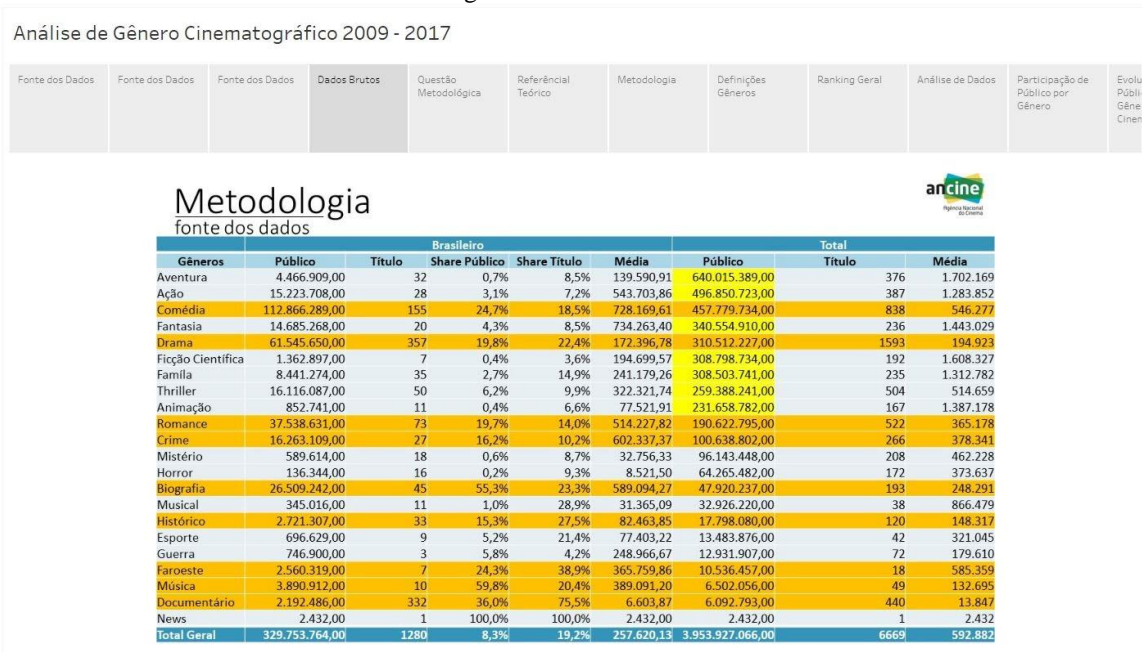 Análise de Gênero Cinematográfico 2009 - 2017
Fonte dos Dados Fonte dos Dados Fonte dos Dados Dados Brutos Questão Metodológica Referêncial Teórico Metodologia Definições Gêneros Ranking Geral Análise de Dados Participação de Público por Gênero
ancine
Agência Nacional do Cinema
Metodologia
fonte dos dados
Brasileiro Total
Gêneros Público Título Share Público Share Título Média Público Título Média
Aventura 4.466.909,00 32 0,7% 8,5% 139.590,91 640.015.389,00 376 1.702.169
Ação 15.223.708,00 28 3,1% 7,2% 543.703,86 496.850.723,00 387 1.283.852
Comédia 112.866.289,00 155 24,7% 18,5% 728.169,61 457.779.734,00 838 546.277
Fantasia 14.685.268,00 20 4,3% 8,5% 734.263,40 340.554.910,00 236 1.443.029
Drama 61.545.650,00 357 19,8% 22,4% 172.396,78 310.512.227,00 1593 194.923
Ficção Científica 1.362.897,00 7 0,4% 3,6% 194.699,57 308.798.734,00 192 1.608.327
Famíla 8.441.274,00 35 2,7% 14,9% 241.179,26 308.503.741,00 235 1.312.782
Thriller 16.116.087,00 50 6,2% 9,9% 322.321,74 259.388.241,00 504 514.659
Animação 852.741,00 11 0,4% 6,6% 77.521,91 231.658.782,00 167 1.387.178
Romance 37.538.631,00 73 19,7% 14,0% 514.227,82 190.622.795,00 522 365.178
Crime 16.263.109,00 27 16,2% 10,2% 602.337,37 100.638.802,00 266 378.341
Mistério 589.614,00 18 0,6% 8,7% 32.756,33 96.143.448,00 208 462.228
Horror 136.344,00 16 0,2% 9,3% 8.521,50 64.265.482,00 172 373.637
Biografia 26.509.242,00 45 55,3% 23,3% 589.094,27 47.920.237,00 193 248.291
Musical 345.016,00 11 1,0% 28,9% 31.365,09 32.926.220,00 38 866.479
Histórico 2.721.307,00 33 15,3% 27,5% 82.463,85 17.798.080,00 120 148.317
Esporte 696.629,00 9 5,2% 21,4% 77.403,22 13.483.876,00 42 321.045
Guerra 746.900,00 3 5,8% 4,2% 248.966,67 12.931.907,00 72 179.610
Faroeste 2.560.319,00 7 24,3% 38,9% 365.759,86 10.536.457,00 18 585.359
Música 3.890.912,00 10 59,8% 20,4% 389.091,20 6.502.056,00 49 132.695
Documentário 2.192.486,00 332 36,0% 75,5% 6.603,87 6.092.793,00 440 13.847
News 2.432,00 1 100,0% 100,0% 2.432,00 2.432,00 1 2.432
Total Geral 329.753.764,00 1280 8,3% 19,2% 257.620,13 3.953.927.066,00 6669 592.882